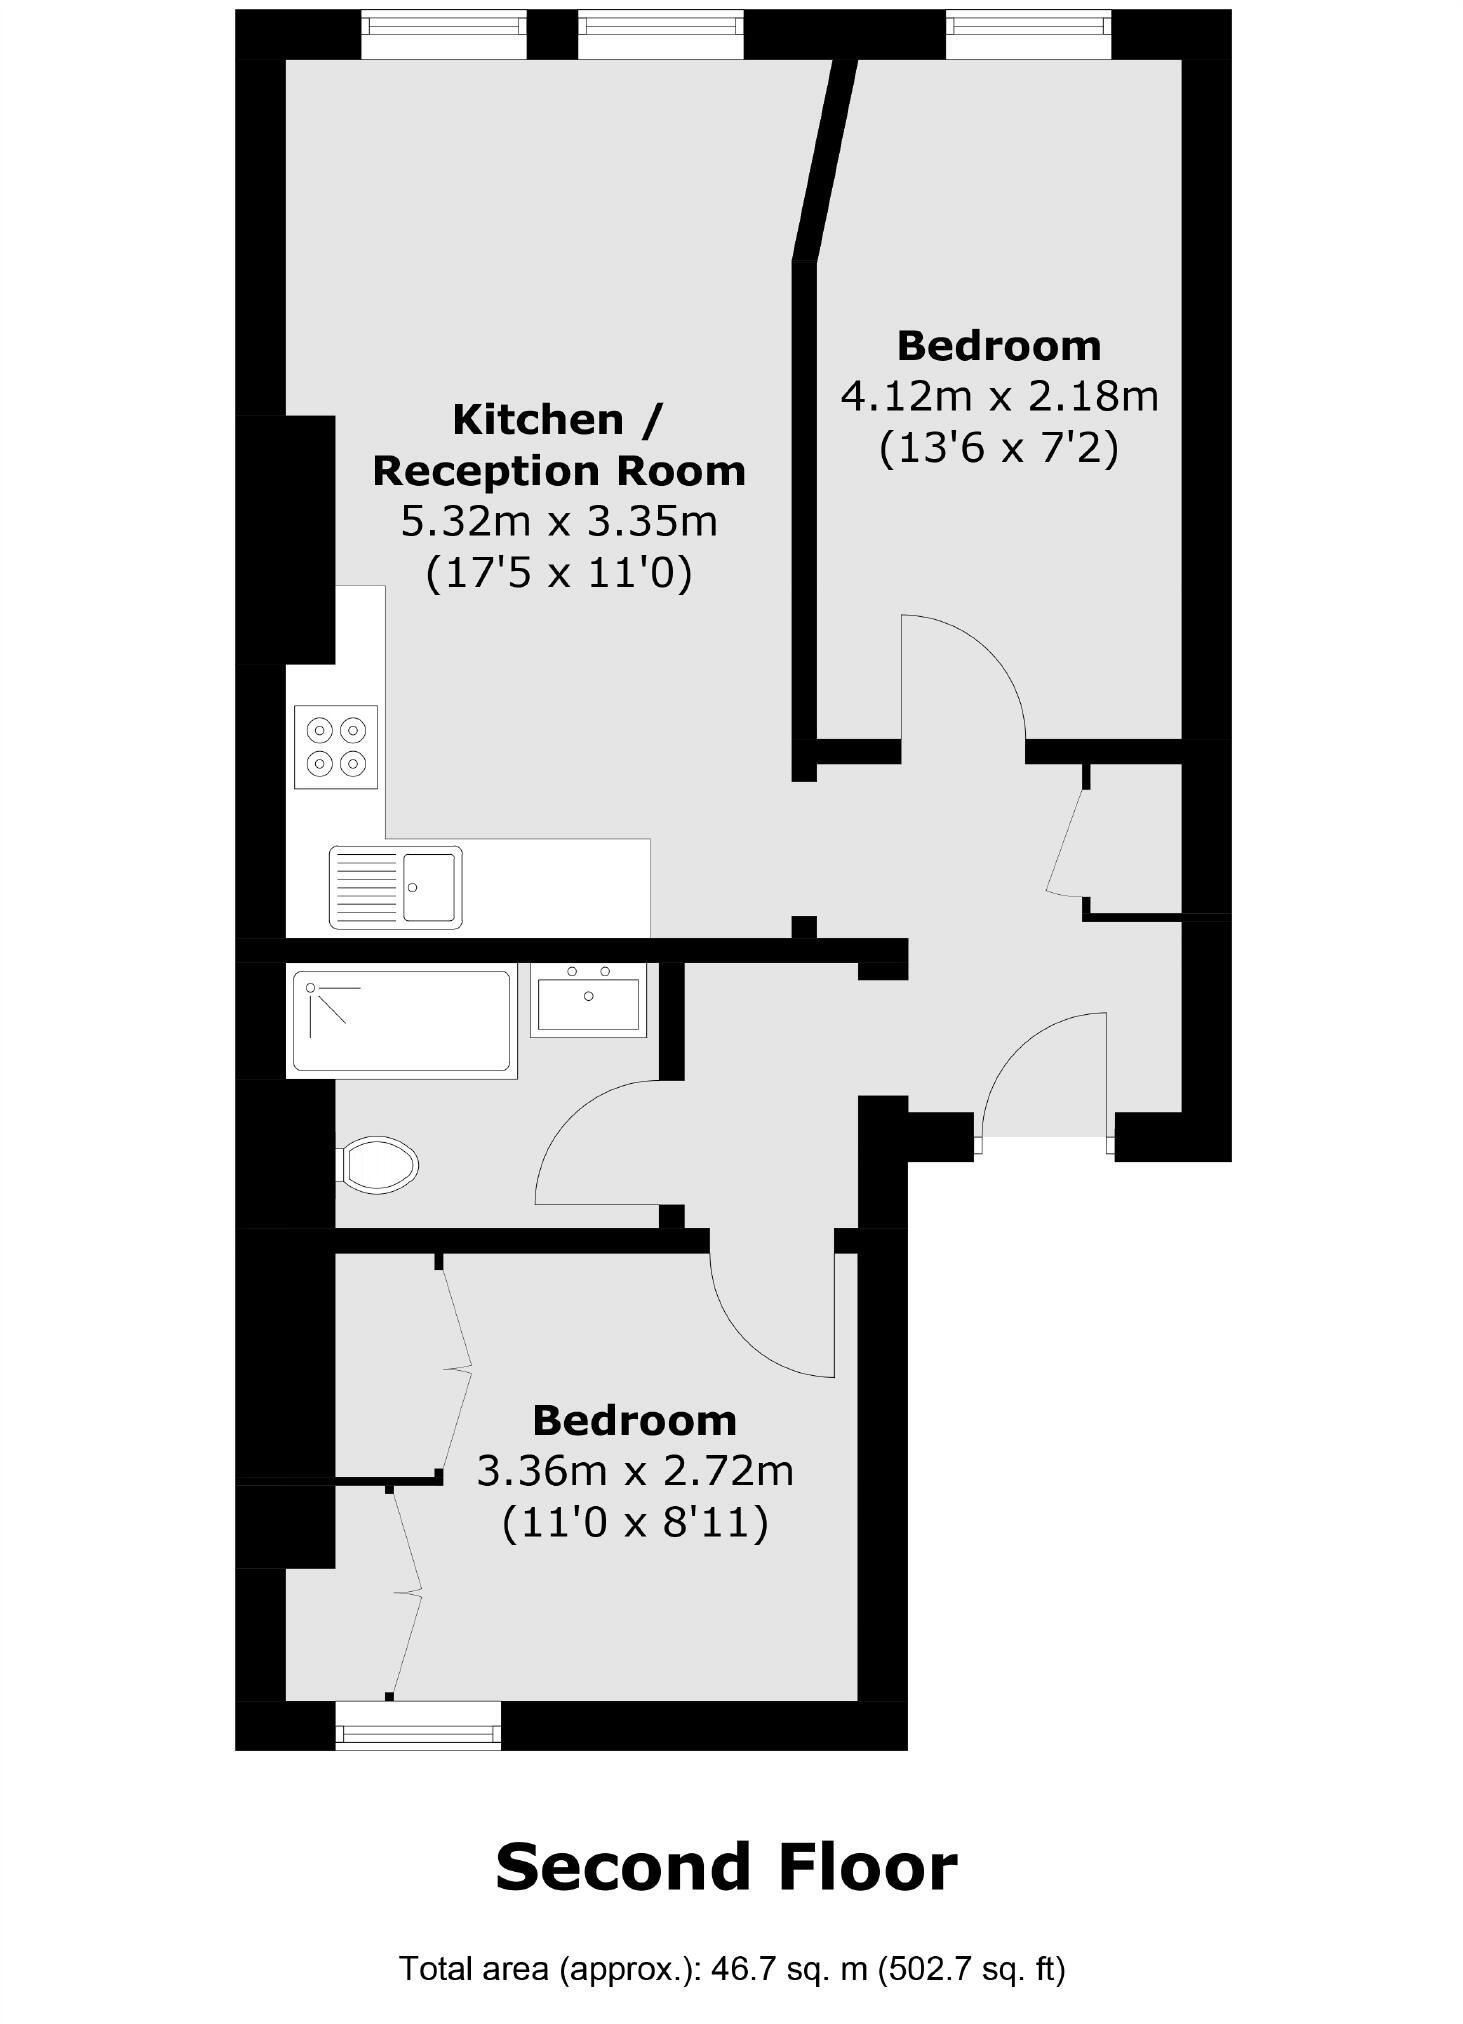 Kitchen /
Reception Room
5.32m x 3.35m
(17'5 x 11'0)
Bedroom
4.12m x 2.18m
(13'6 x 7'2)
Bedroom
3.36m x 2.72m
(11'0 x 8'11)
Second Floor
Total area (approx.): 46.7 sq. m (502.7 sq. ft)